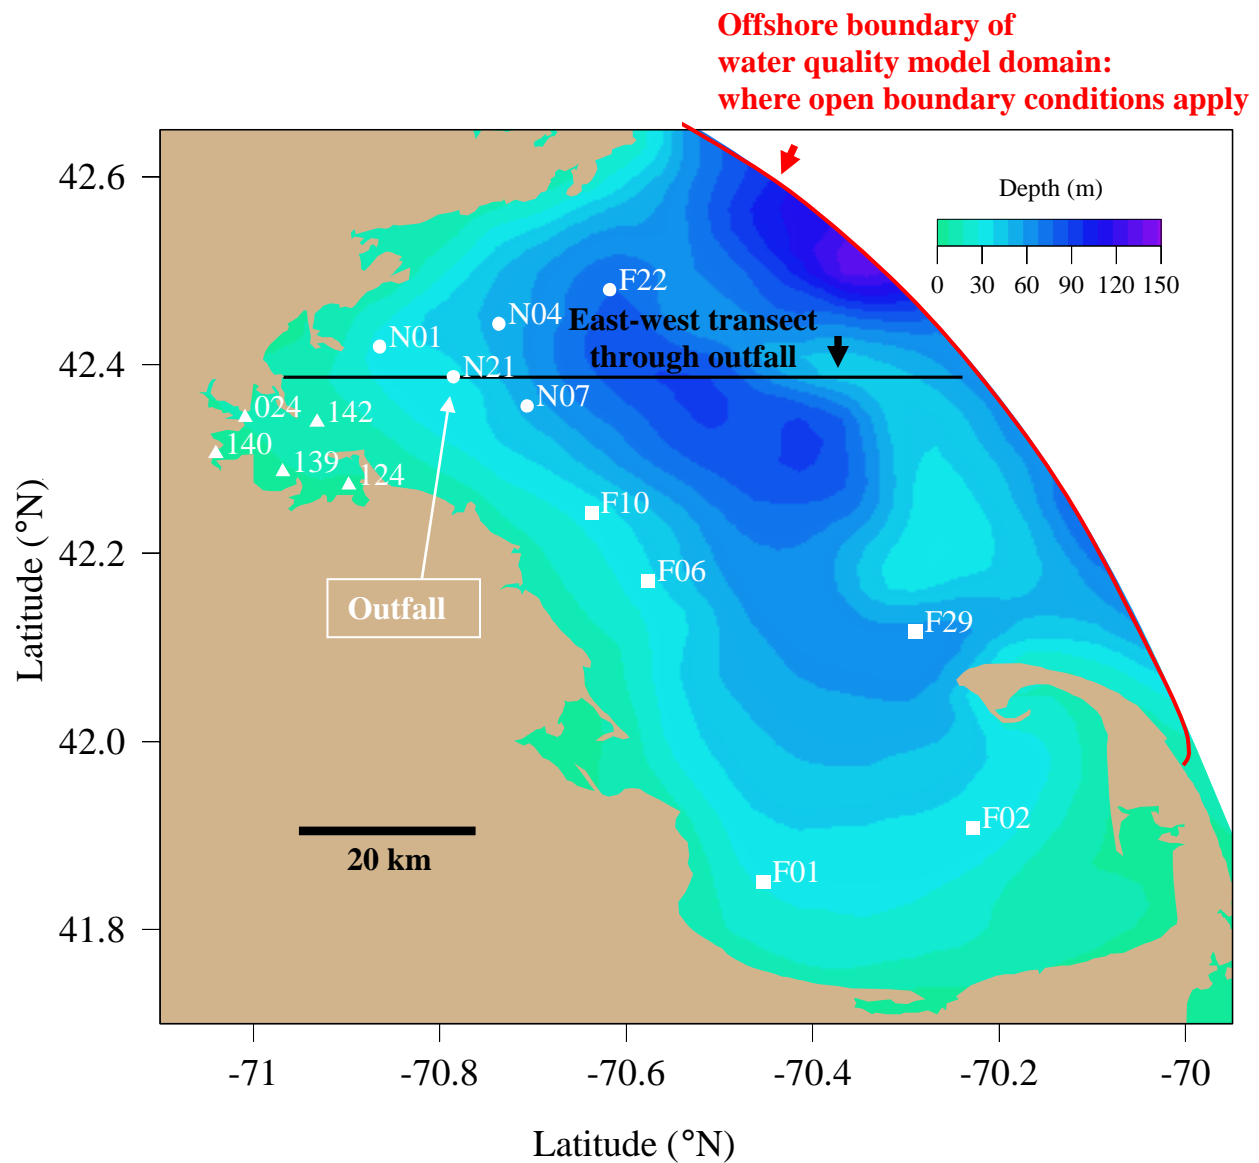 Offshore boundary of
water quality model domain:
where open boundary conditions apply
42.6
42.4
42.2
42.0
41.8
Latitude (°N)
Depth (m)
0 30 60 90 120 150
F22
N04
East-west transect
through outfall
N01
N21
N07
024
142
140
139
124
F10
F06
Outfall
F29
F02
F01
20 km
-71 -70.8 -70.6 -70.4 -70.2 -70
Latitude (°N)